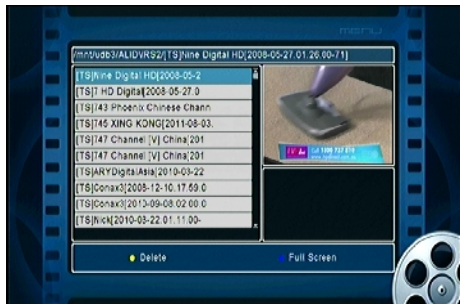 menu
/mnt/udb3/ALIDVRS2/[TS]Nine Digital HD[2008-05-27.01.26.00-71]
[TS]Nine Digital HD[2008-05-2
[TS]7 HD Digital[2008-05-27.0
[TS]743 Phoenix Chinese Chann
[TS]745 XING KONG[2011-08-03.
[TS]747 Channel [V] China[201
[TS]747 Channel [V] China[201
[TS]ARYDigitalAsia[2010-03-22
[TS]Conax3[2008-12-10.17.59.0
[TS]Conax3[2013-09-08.02.00.0
[TS]Nick[2010-03-22.01.11.00-
Call
Delete
Full Screen